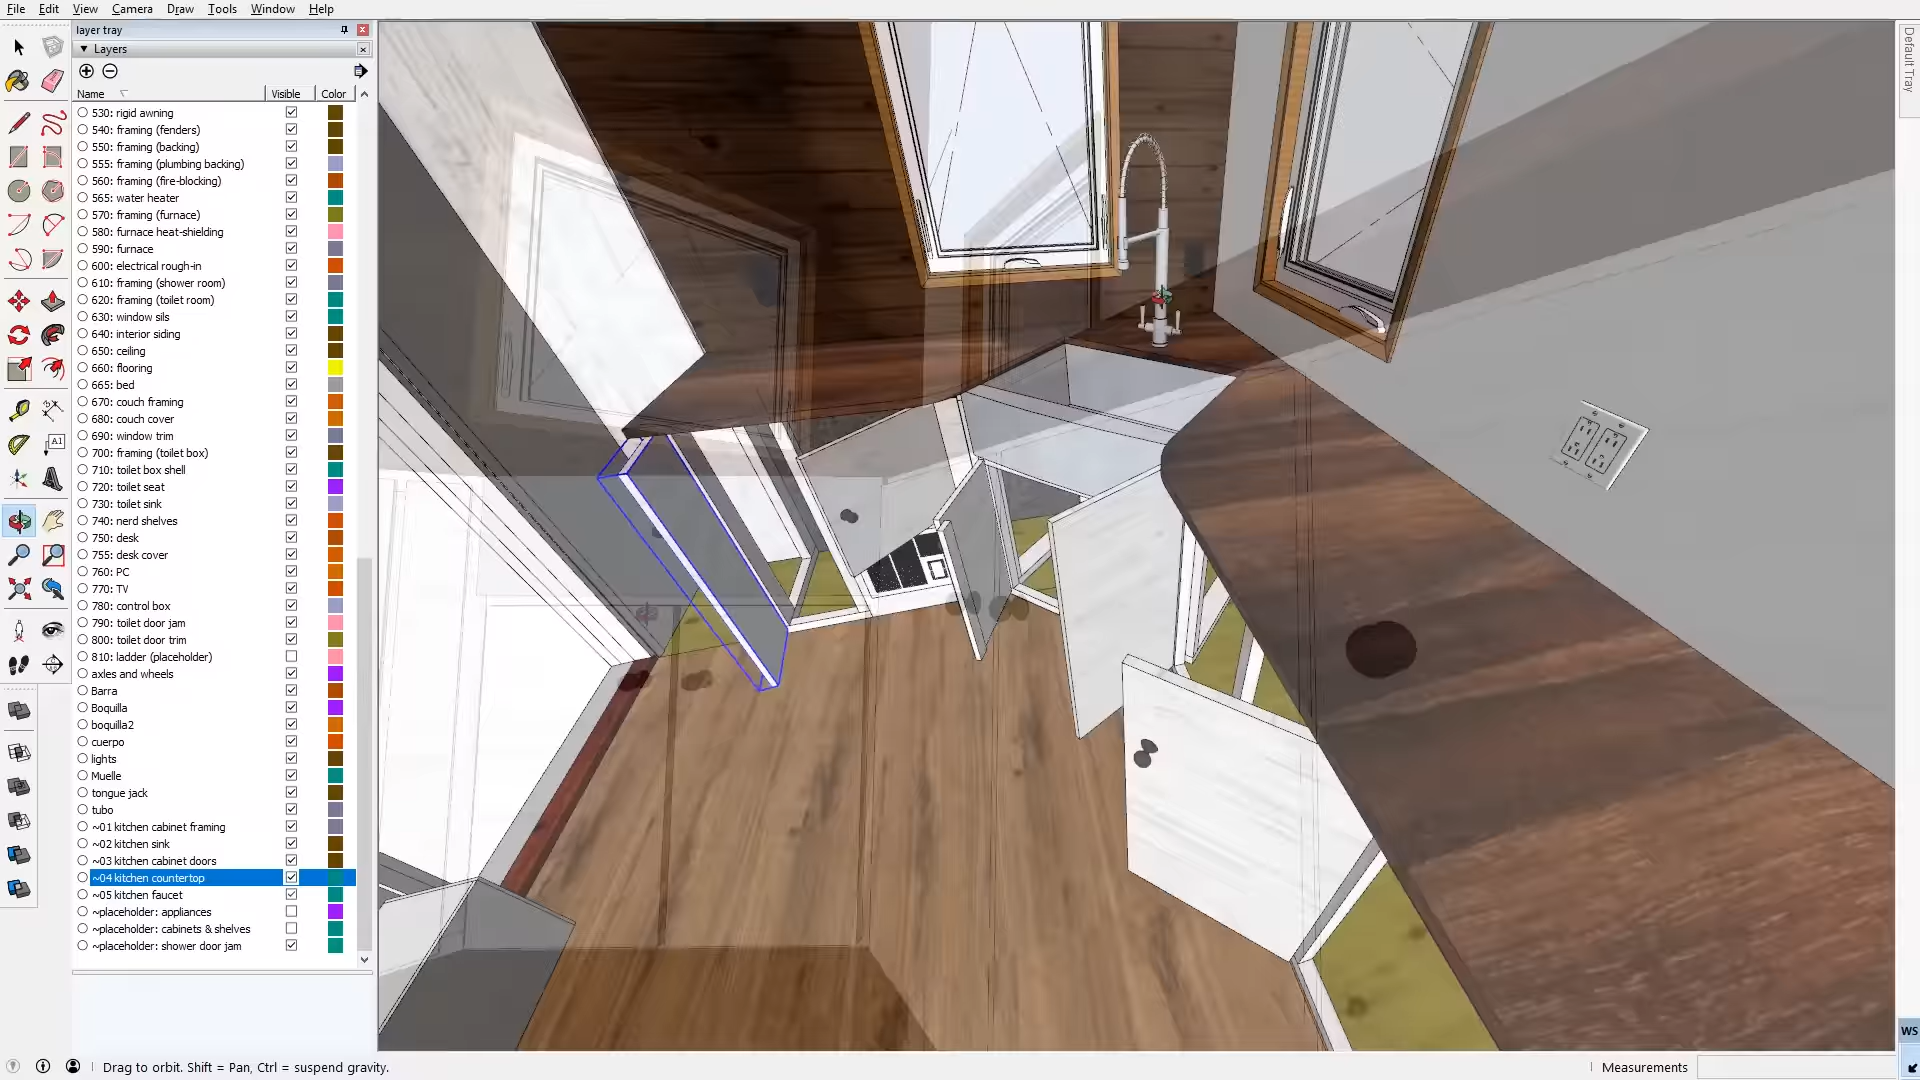 File Edit View Camera Draw Tools Window Help
layer tray
Layers
Name Visible Color
530: rigid awning
540: framing (fenders)
550: framing (backing)
555: framing (plumbing backing)
560: framing (fire-blocking)
565: water heater
570: framing (furnace)
580: furnace heat-shielding
590: furnace
600: electrical rough-in
610: framing (shower room)
620: framing (toilet room)
630: window sils
640: interior siding
650: ceiling
660: flooring
665: bed
670: couch framing
680: couch cover
690: window trim
700: framing (toilet box)
710: toilet box shell
720: toilet seat
730: toilet sink
740: nerd shelves
750: desk
755: desk cover
760: PC
770: TV
780: control box
790: toilet door jam
800: toilet door trim
810: ladder (placeholder)
axles and wheels
Barra
Boquilla
boquilla2
cuerpo
lights
Muelle
tongue jack
tubo
~01 kitchen cabinet framing
~02 kitchen sink
~03 kitchen cabinet doors
~04 kitchen countertop
~05 kitchen faucet
~placeholder: appliances
~placeholder: cabinets & shelves
~placeholder: shower door jam
A1
Default Tray
WS
Drag to orbit. Shift = Pan, Ctrl = suspend gravity.
Measurements